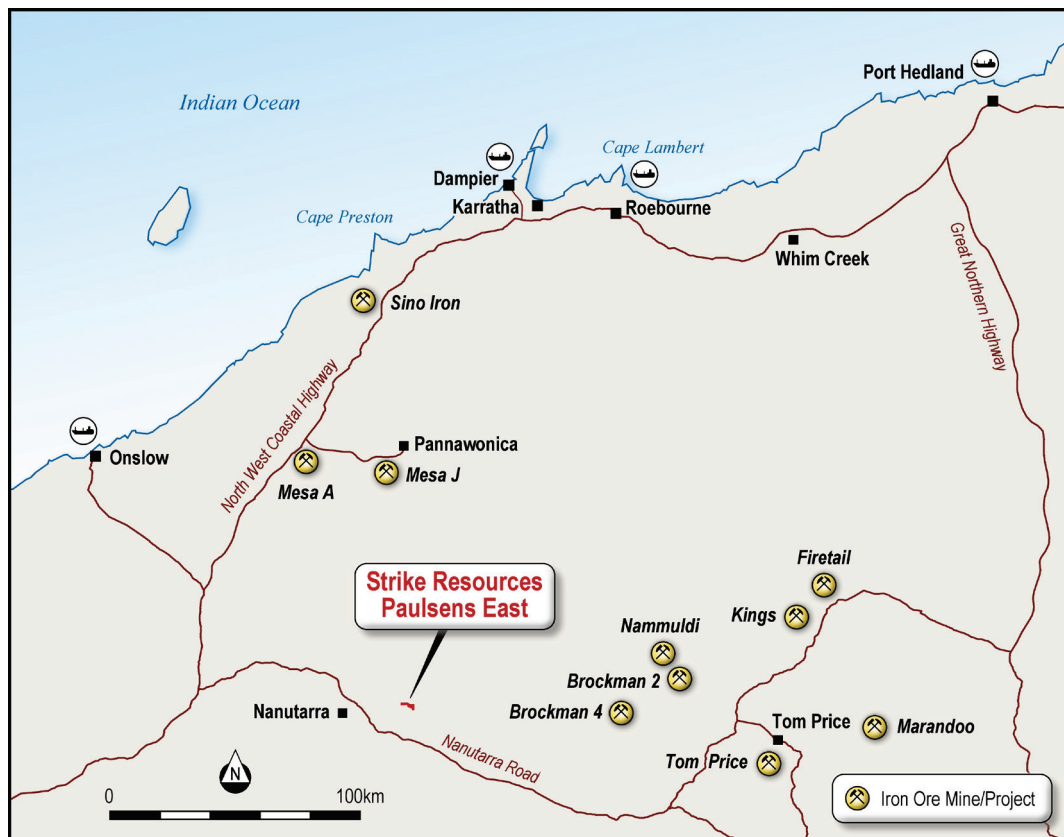 Port Hedland
Indian Ocean
Cape Lambert
Dampier
Karratha
Roebourne
Cape Preston
Whim Creek
Great Northern Highway
Sino Iron
North West Coastal Highway
Pannawonica
Onslow
Mesa A
Mesa J
Strike Resources
Paulsens East
Firetail
Kings
Nammuldi
Brockman 2
Brockman 4
Nanutarra
Tom Price
Marandoo
Nanutarra Road
Tom Price
N
0 100km
Iron Ore Mine/Project